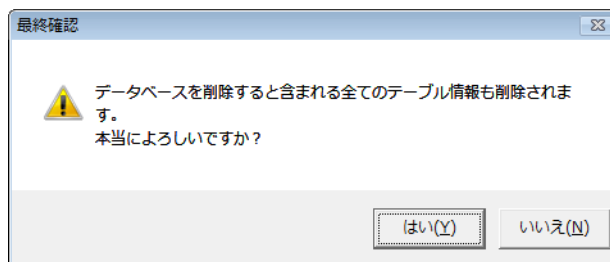 最終確認
データベースを削除すると含まれる全てのテーブル情報も削除されま
す。
本当によろしいですか？
はい(Y) いいえ(N)